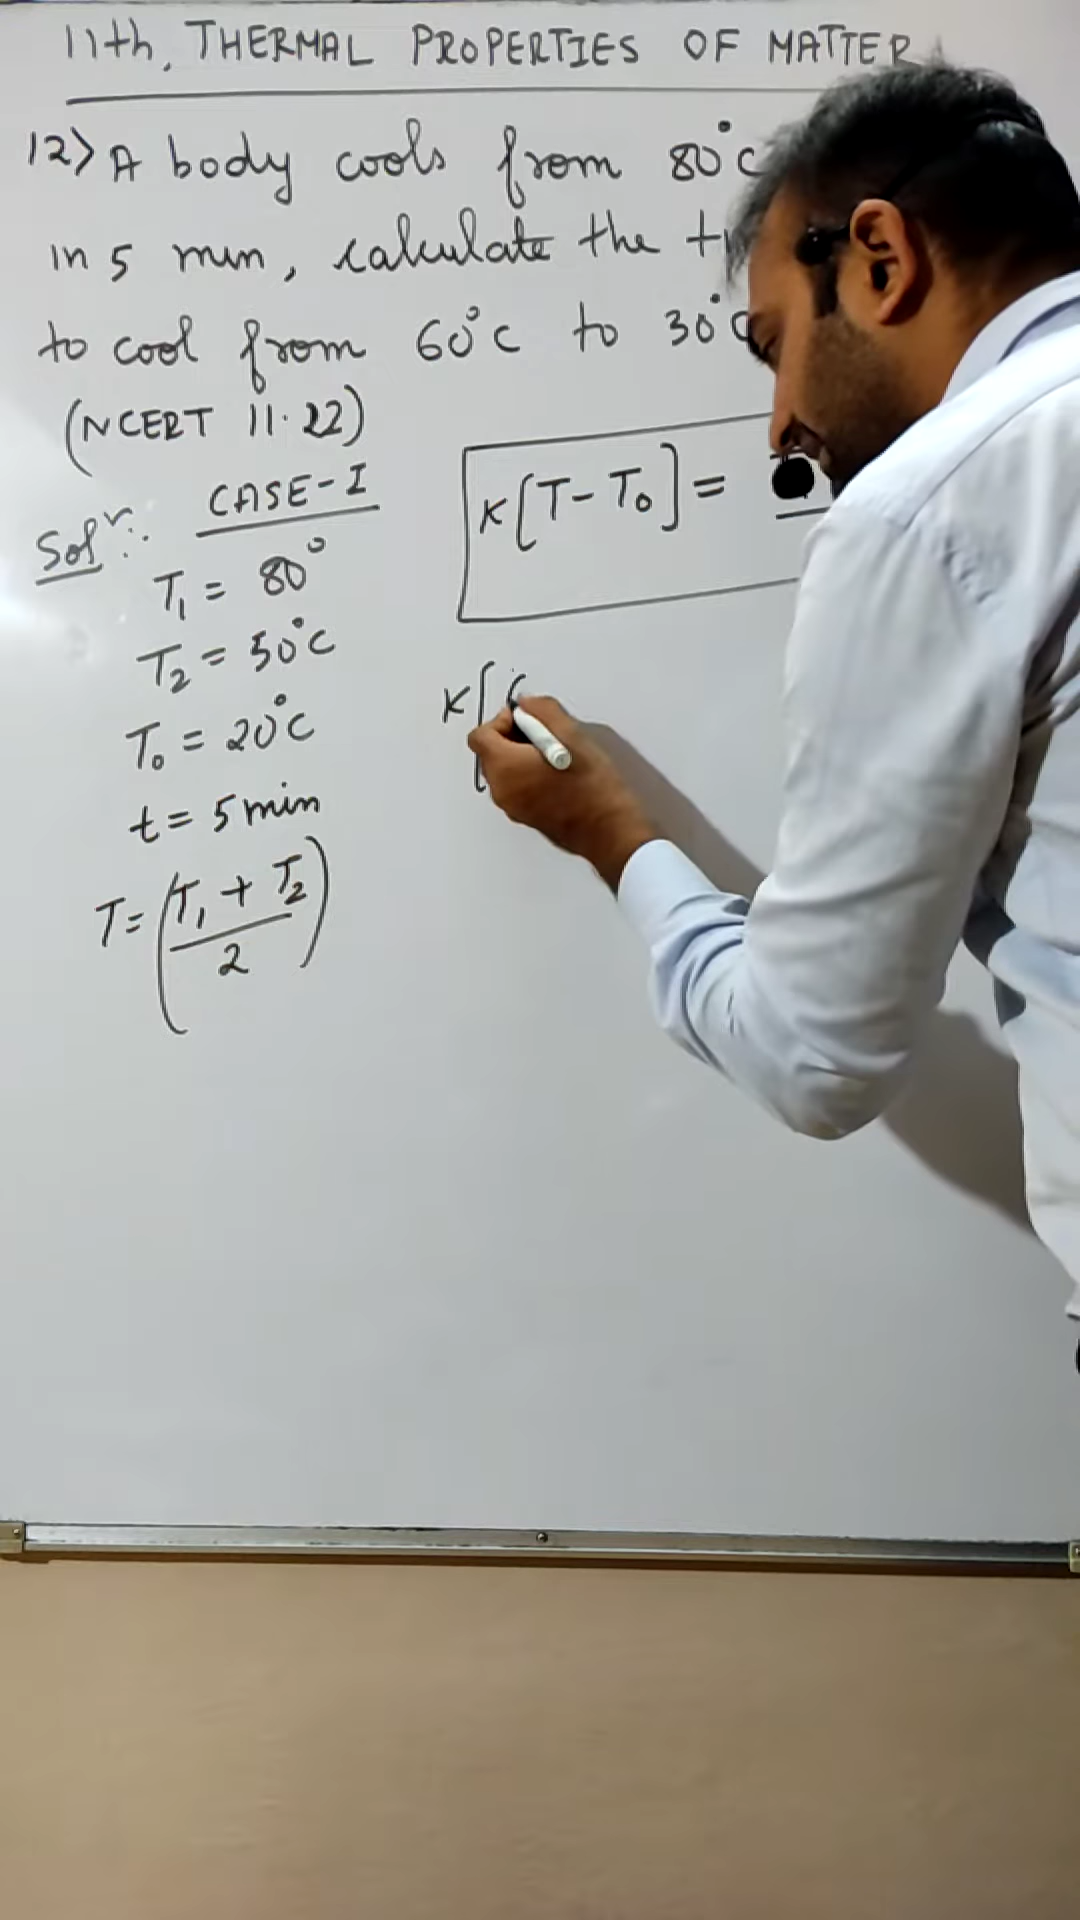 11th, THERMAL PROPERTIES OF MATTER
12> A body cools from 80°C
in 5 min, calculate the
to cool from 60°C to 30°C
(NCERT 11.22)
Solⁿ:. CASE-I
T₁ = 80°
T₂ = 50°C
T₀ = 20°C
t = 5 min
T = (T₁ + T₂ / 2)
K[T - T₀] =
K[